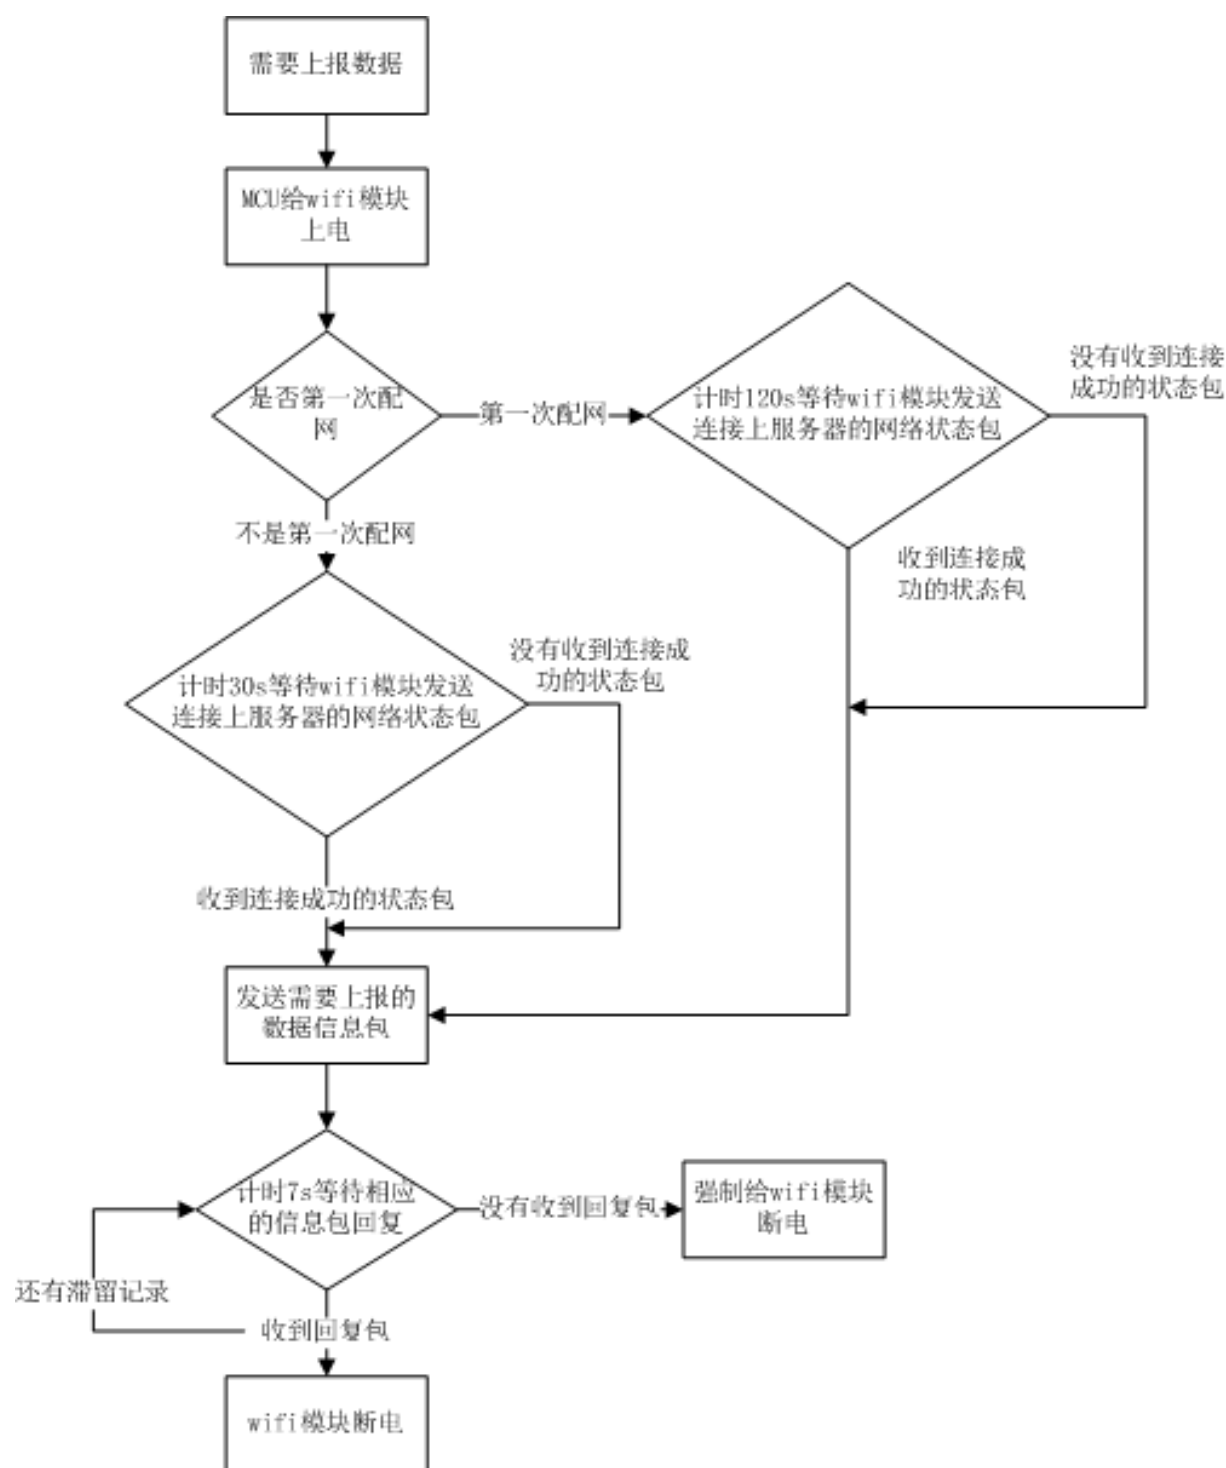 需要上报数据
MCU给wifi模块
上电
是否第一次配
网
第一次配网
计时120s等待wifi模块发送
连接上服务器的网络状态包
没有收到连接
成功的状态包
收到连接成
功的状态包
不是第一次配网
计时30s等待wifi模块发送
连接上服务器的网络状态包
没有收到连接成
功的状态包
收到连接成功的状态包
发送需要上报的
数据信息包
计时7s等待相应
的信息包回复
没有收到回复包
强制给wifi模块
断电
还有滞留记录
收到回复包
wifi模块断电